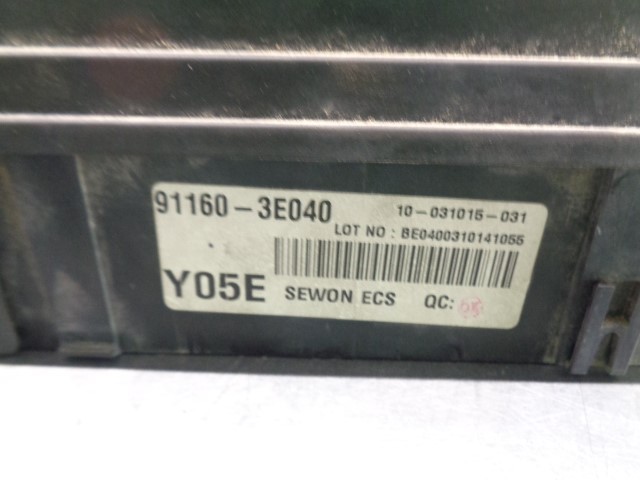 91160-3E040
10-031015-031
LOT NO : BE0400310141055
Y05E
SEWON ECS QC: